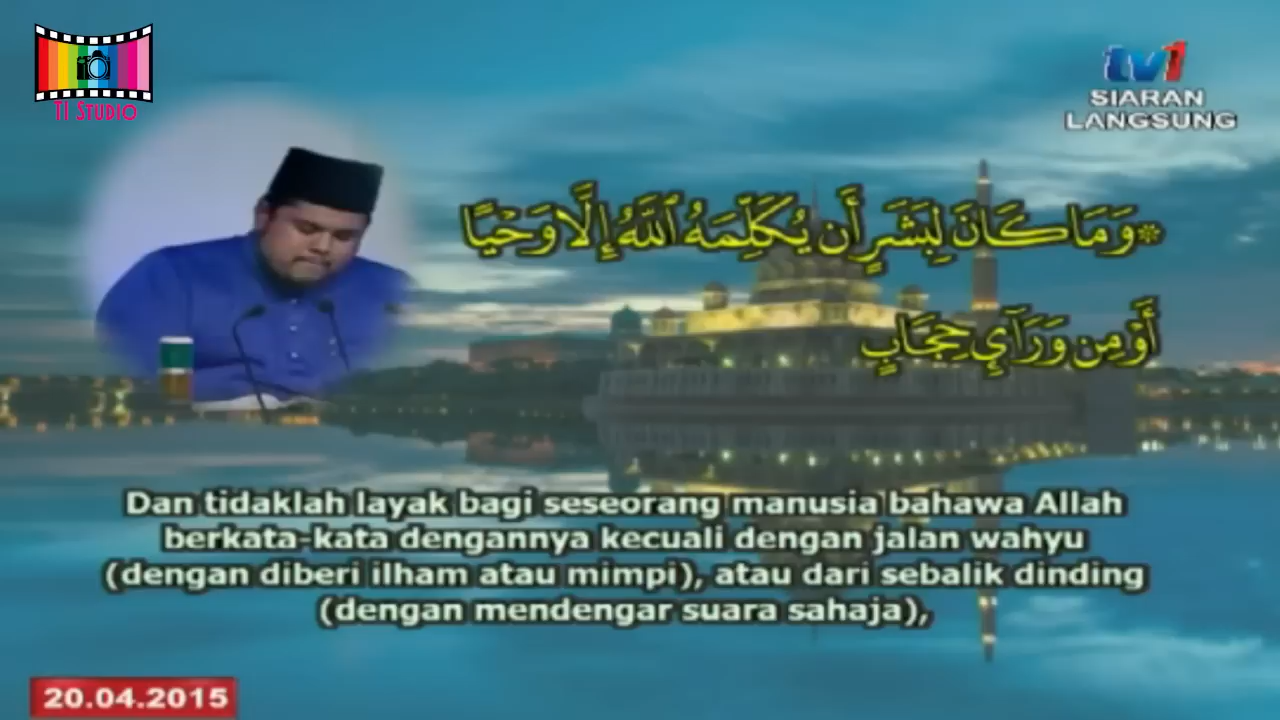 TI STUDIO
tv1
SIARAN
LANGSUNG
۞ وَمَا كَانَ لِبَشَرٍ أَن يُكَلِّمَهُ ٱللَّهُ إِلَّا وَحْيًا
أَوْ مِن وَرَآئِ حِجَابٍ
Dan tidaklah layak bagi seseorang manusia bahawa Allah
berkata-kata dengannya kecuali dengan jalan wahyu
(dengan diberi ilham atau mimpi), atau dari sebalik dinding
(dengan mendengar suara sahaja),
20.04.2015